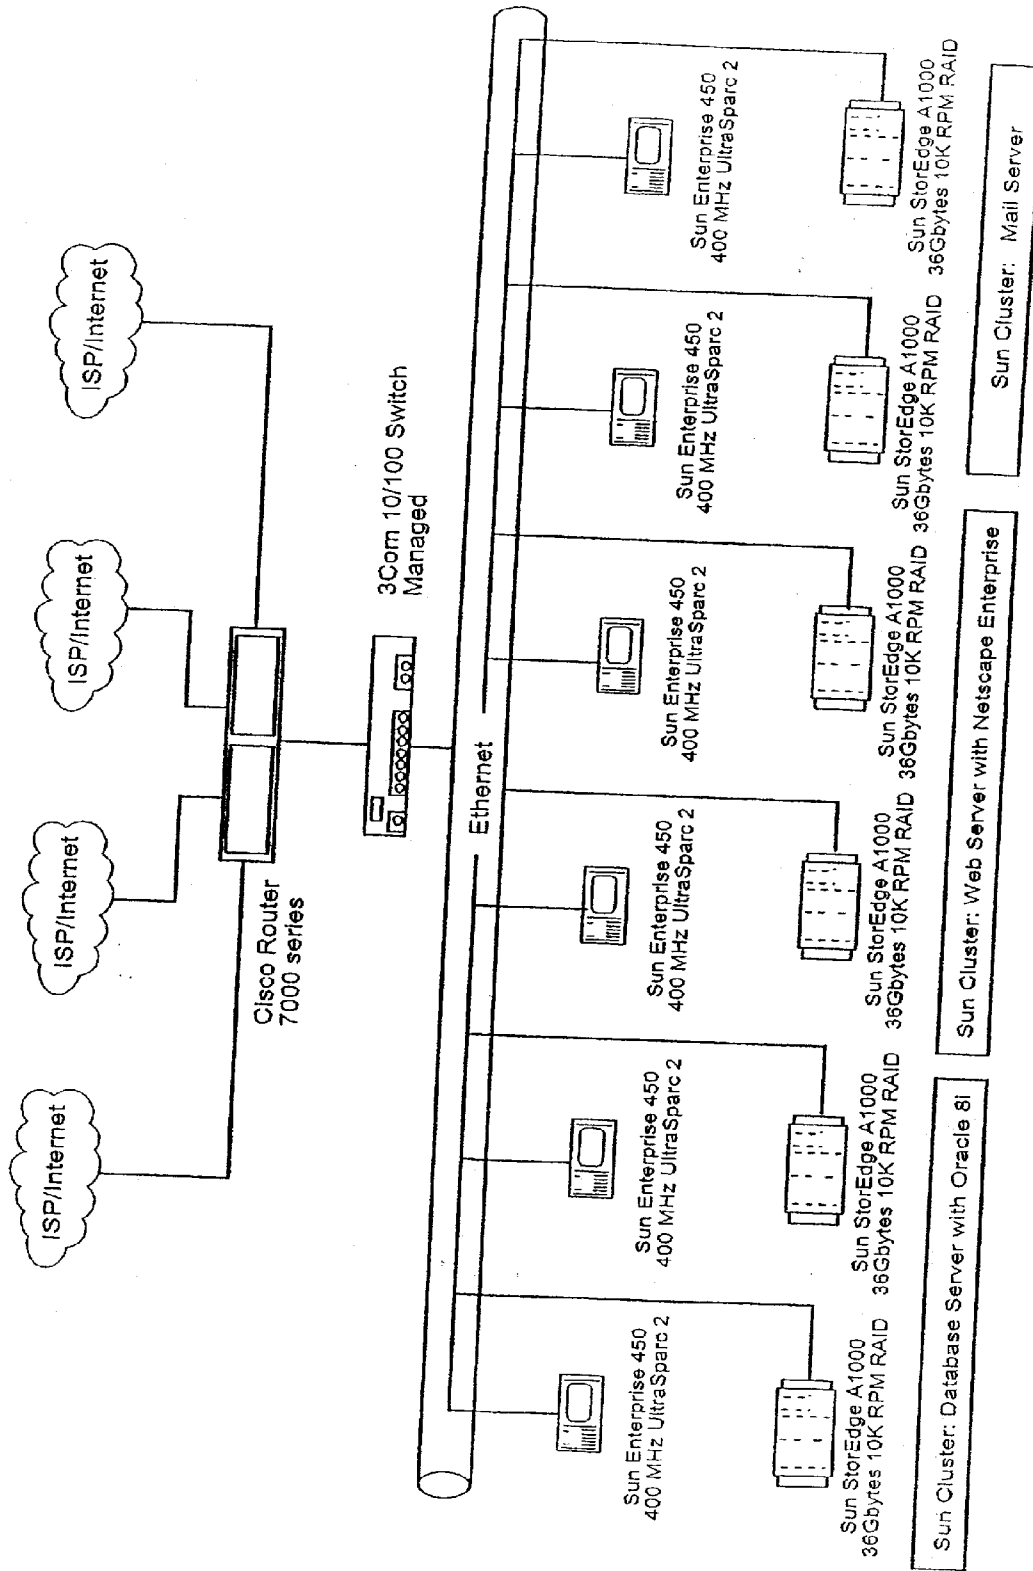 ISP/Internet
ISP/Internet
ISP/Internet
ISP/Internet
Cisco Router
7000 series
3Com 10/100 Switch
Managed
Ethernet
Sun Enterprise 450
400 MHz UltraSparc 2
Sun Enterprise 450
400 MHz UltraSparc 2
Sun Enterprise 450
400 MHz UltraSparc 2
Sun Enterprise 450
400 MHz UltraSparc 2
Sun Enterprise 450
400 MHz UltraSparc 2
Sun Enterprise 450
400 MHz UltraSparc 2
Sun StorEdge A1000
36Gbytes 10K RPM RAID
Sun StorEdge A1000
36Gbytes 10K RPM RAID
Sun StorEdge A1000
36Gbytes 10K RPM RAID
Sun StorEdge A1000
36Gbytes 10K RPM RAID
Sun StorEdge A1000
36Gbytes 10K RPM RAID
Sun StorEdge A1000
36Gbytes 10K RPM RAID
Sun Cluster: Database Server with Oracle 8i
Sun Cluster: Web Server with Netscape Enterprise
Sun Cluster: Mail Server